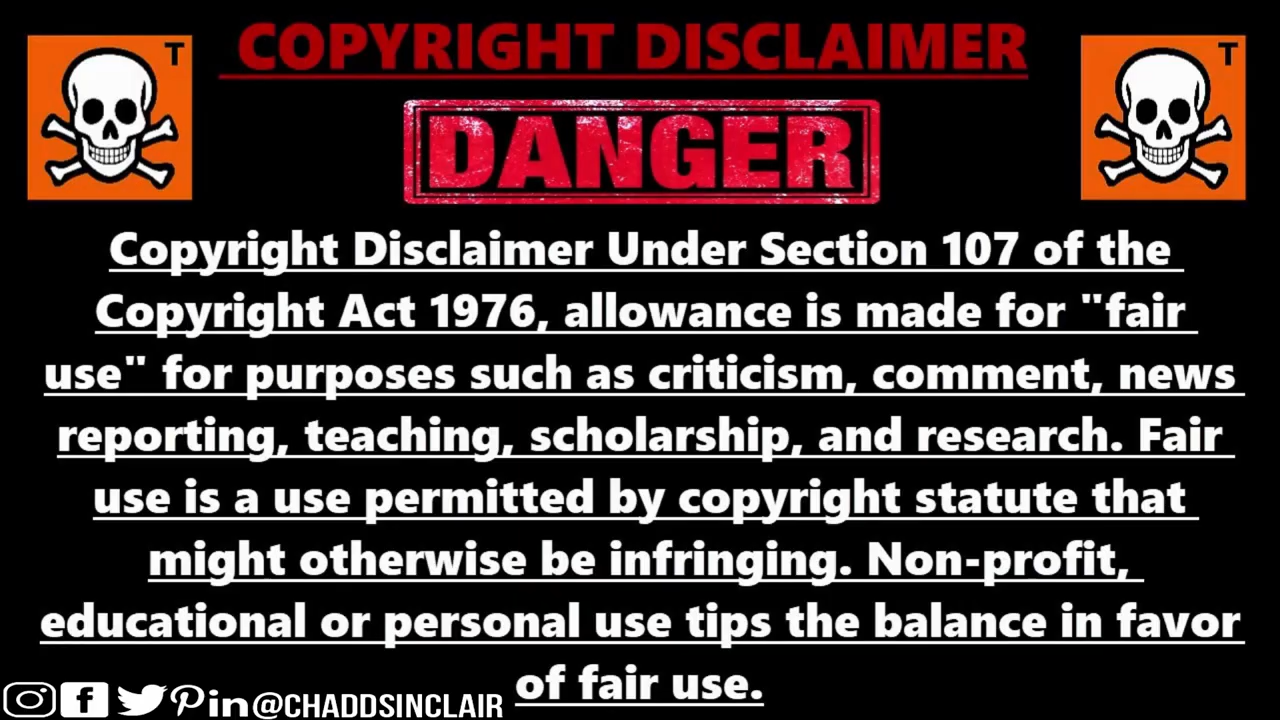 COPYRIGHT DISCLAIMER
T
T
DANGER
Copyright Disclaimer Under Section 107 of the
Copyright Act 1976, allowance is made for "fair
use" for purposes such as criticism, comment, news
reporting, teaching, scholarship, and research. Fair
use is a use permitted by copyright statute that
might otherwise be infringing. Non-profit,
educational or personal use tips the balance in favor
of fair use.
@CHADDSINCLAIR